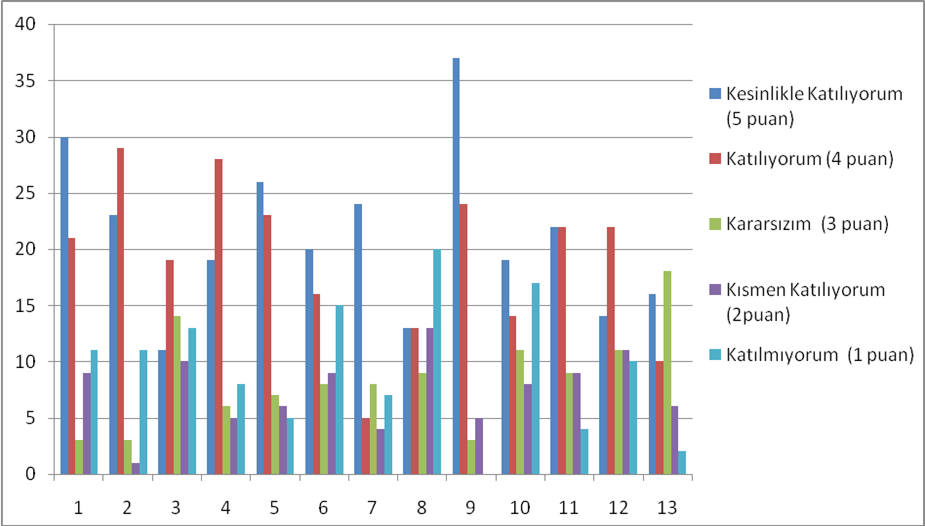 40
35
30
25
20
15
10
5
0
1 2 3 4 5 6 7 8 9 10 11 12 13
Kesinlikle Katılıyorum
(5 puan)
Katılıyorum (4 puan)
Kararsızım (3 puan)
Kısmen Katılıyorum
(2puan)
Katılmıyorum (1 puan)